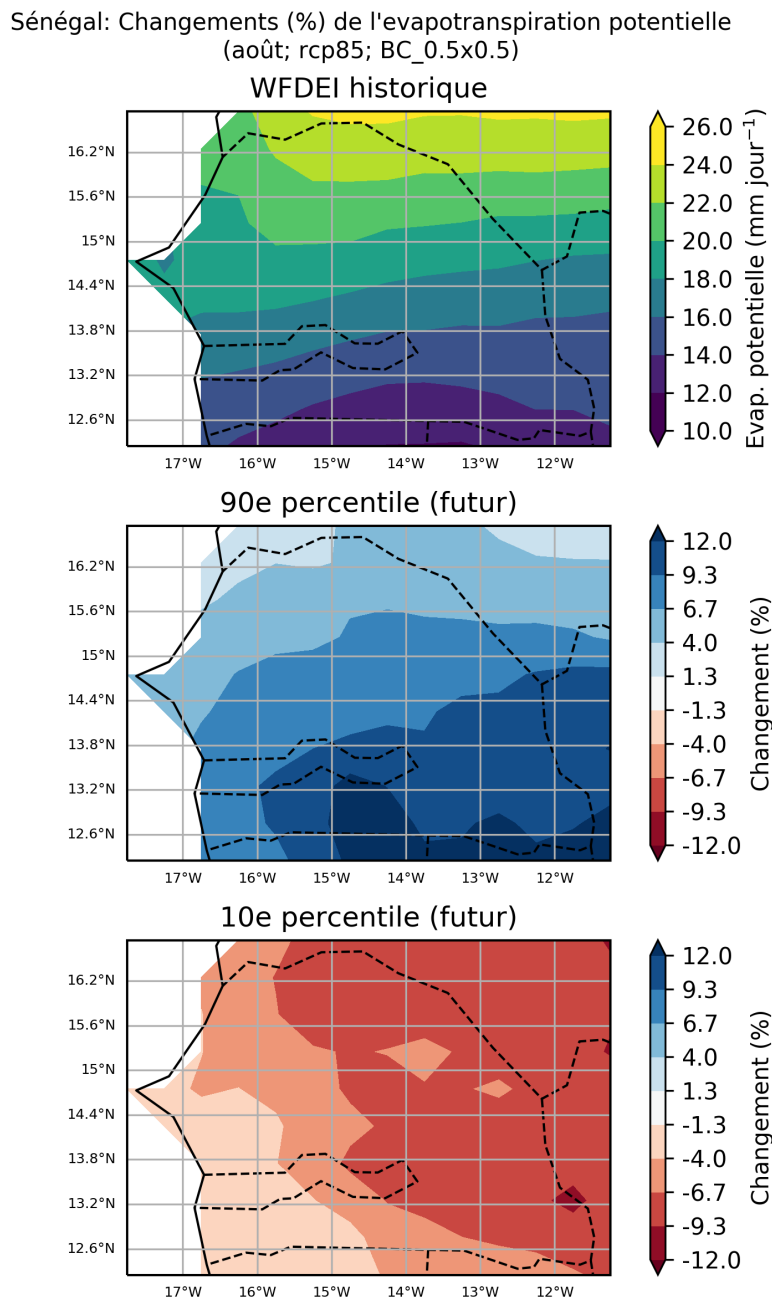 Sénégal: Changements (%) de l'evapotranspiration potentielle
(août; rcp85; BC_0.5x0.5)
WFDEI historique
16.2°N
15.6°N
15°N
14.4°N
13.8°N
13.2°N
12.6°N
17°W 16°W 15°W 14°W 13°W 12°W
26.0
24.0
22.0
20.0
18.0
16.0
14.0
12.0
10.0
Evap. potentielle (mm jour⁻¹)
90e percentile (futur)
16.2°N
15.6°N
15°N
14.4°N
13.8°N
13.2°N
12.6°N
17°W 16°W 15°W 14°W 13°W 12°W
12.0
9.3
6.7
4.0
1.3
-1.3
-4.0
-6.7
-9.3
-12.0
Changement (%)
10e percentile (futur)
16.2°N
15.6°N
15°N
14.4°N
13.8°N
13.2°N
12.6°N
17°W 16°W 15°W 14°W 13°W 12°W
12.0
9.3
6.7
4.0
1.3
-1.3
-4.0
-6.7
-9.3
-12.0
Changement (%)